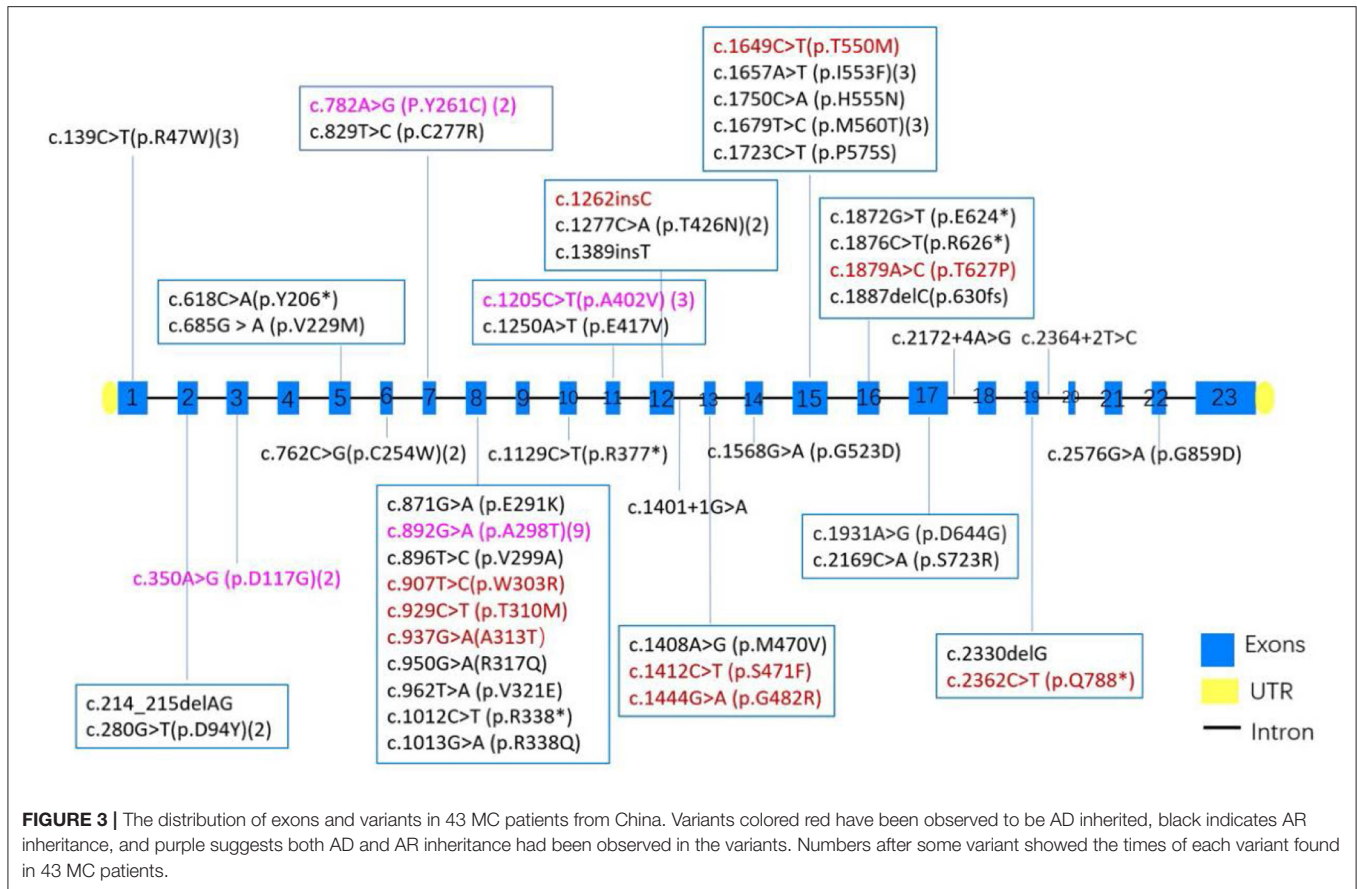 c.1649C>T(p.T550M)
c.1657A>T (p.I553F)(3)
c.1750C>A (p.H555N)
c.1679T>C (p.M560T)(3)
c.1723C>T (p.P575S)
c.782A>G (P.Y261C) (2)
c.829T>C (p.C277R)
c.139C>T(p.R47W)(3)
c.1262insC
c.1277C>A (p.T426N)(2)
c.1389insT
c.1872G>T (p.E624*)
c.1876C>T(p.R626*)
c.1879A>C (p.T627P)
c.1887delC(p.630fs)
c.618C>A(p.Y206*)
c.685G > A (p.V229M)
c.1205C>T(p.A402V) (3)
c.1250A>T (p.E417V)
c.2172+4A>G c.2364+2T>C
1 2 3 4 5 6 7 8 9 10 11 12 13 14 15 16 17 18 19 20 21 22 23
c.762C>G(p.C254W)(2)
c.1129C>T(p.R377*)
c.1568G>A (p.G523D)
c.2576G>A (p.G859D)
c.871G>A (p.E291K)
c.892G>A (p.A298T)(9)
c.896T>C (p.V299A)
c.907T>C(p.W303R)
c.929C>T (p.T310M)
c.937G>A(A313T)
c.950G>A(R317Q)
c.962T>A (p.V321E)
c.1012C>T (p.R338*)
c.1013G>A (p.R338Q)
c.1401+1G>A
c.1931A>G (p.D644G)
c.2169C>A (p.S723R)
c.350A>G (p.D117G)(2)
c.1408A>G (p.M470V)
c.1412C>T (p.S471F)
c.1444G>A (p.G482R)
c.2330delG
c.2362C>T (p.Q788*)
c.214_215delAG
c.280G>T(p.D94Y)(2)
Exons
UTR
Intron
FIGURE 3 | The distribution of exons and variants in 43 MC patients from China. Variants colored red have been observed to be AD inherited, black indicates AR
inheritance, and purple suggests both AD and AR inheritance had been observed in the variants. Numbers after some variant showed the times of each variant found
in 43 MC patients.